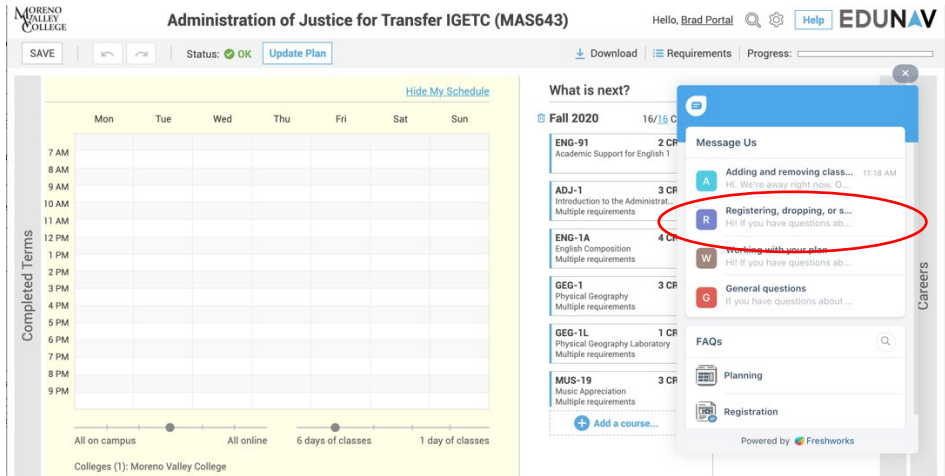 MORENO
VALLEY
COLLEGE
Administration of Justice for Transfer IGETC (MAS643)
Hello, Brad Portal
Help
EDUNAV
SAVE
Status: OK
Update Plan
Download
Requirements
Progress:
Completed Terms
Hide My Schedule
Mon Tue Wed Thu Fri Sat Sun
7 AM
8 AM
9 AM
10 AM
11 AM
12 PM
1 PM
2 PM
3 PM
4 PM
5 PM
6 PM
7 PM
8 PM
9 PM
All on campus
All online
6 days of classes
1 day of classes
Colleges (1): Moreno Valley College
What is next?
Fall 2020 16/16 C
ENG-91 2 CR
Academic Support for English 1
ADJ-1 3 CR
Introduction to the Administrat...
Multiple requirements
ENG-1A 4 CR
English Composition
Multiple requirements
GEG-1 3 CR
Physical Geography
Multiple requirements
GEG-1L 1 CR
Physical Geography Laboratory
Multiple requirements
MUS-19 3 CR
Music Appreciation
Multiple requirements
Add a course...
Message Us
A
Adding and removing class... 11:18 AM
Hi. We're away right now. O...
R
Registering, dropping, or s...
Hi! If you have questions ab...
W
Working with your plan
Hi! If you have questions ab...
G
General questions
If you have questions about ...
FAQs
Planning
Registration
Powered by Freshworks
Careers